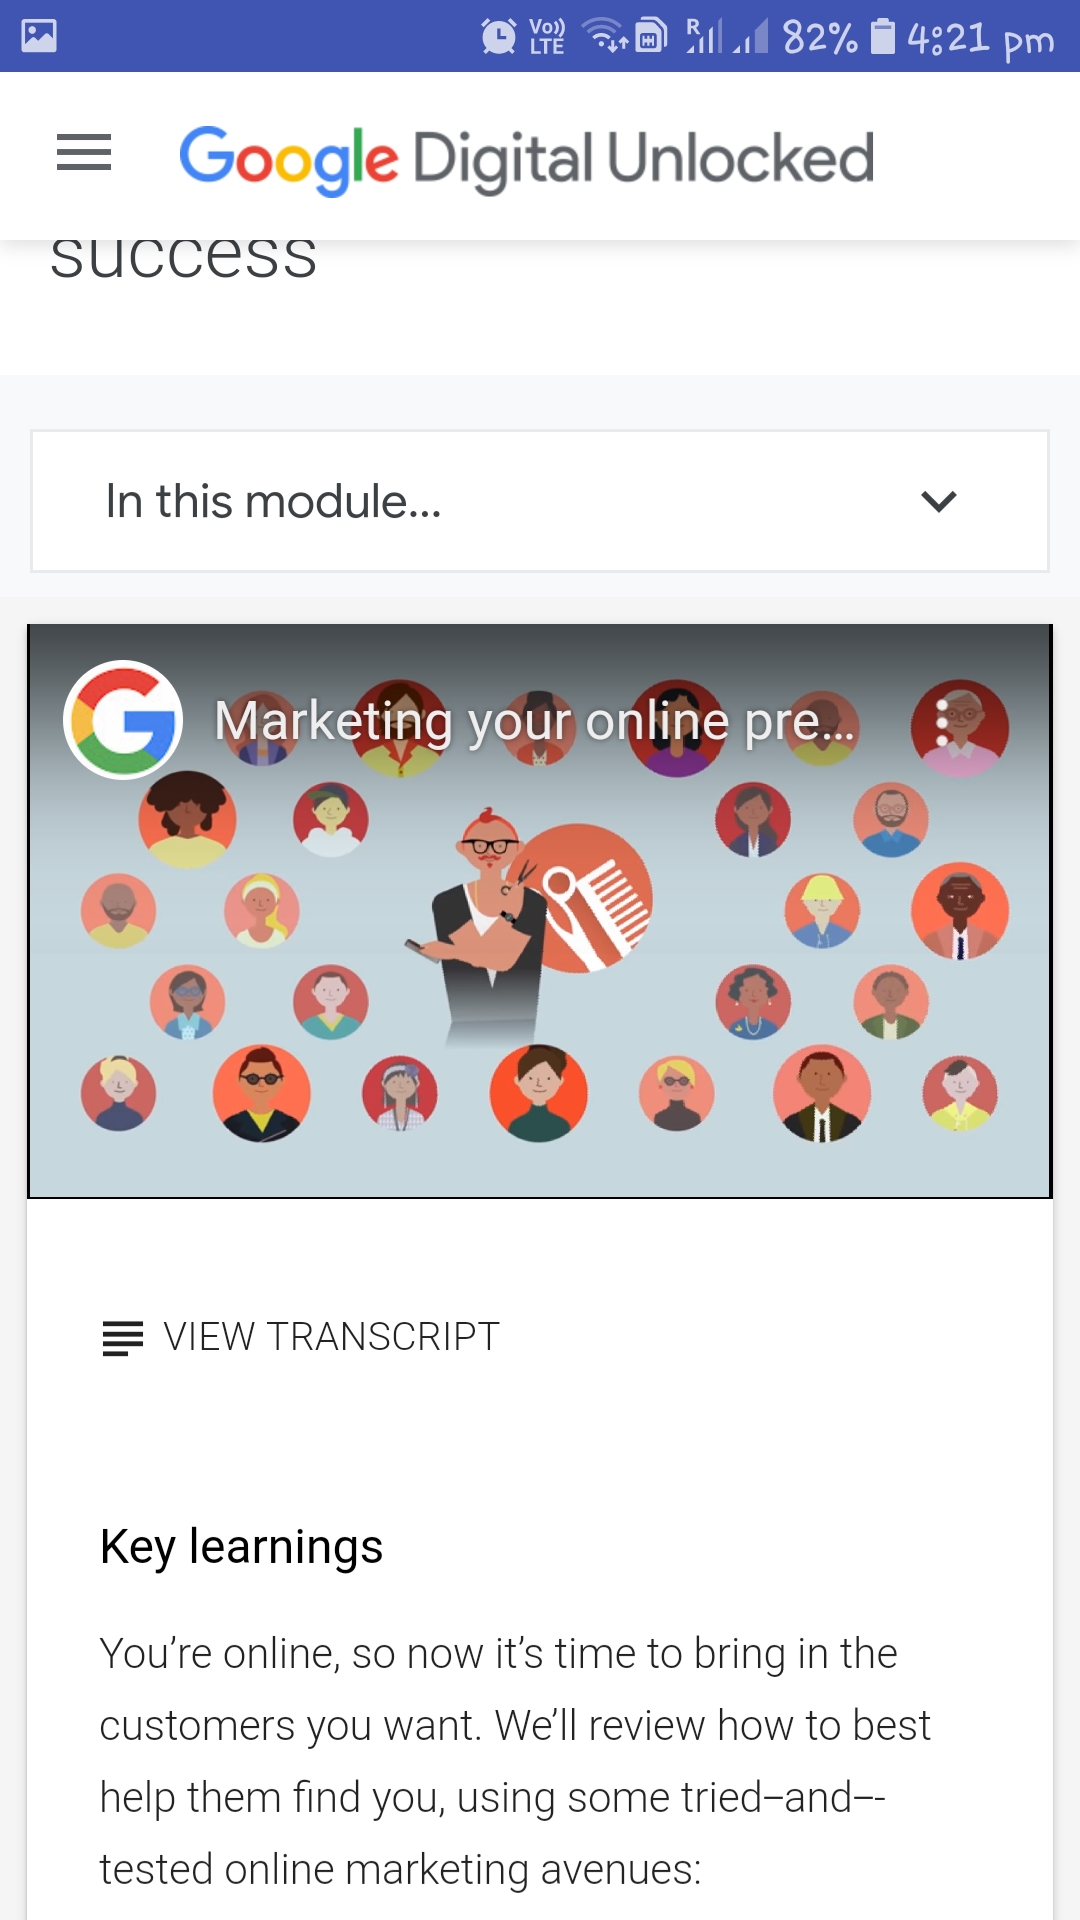 Vo)) LTE R 82% 4:21 pm
Google Digital Unlocked
success
In this module...
G Marketing your online pre...
VIEW TRANSCRIPT
Key learnings
You’re online, so now it’s time to bring in the
customers you want. We’ll review how to best
help them find you, using some tried–and–-
tested online marketing avenues: